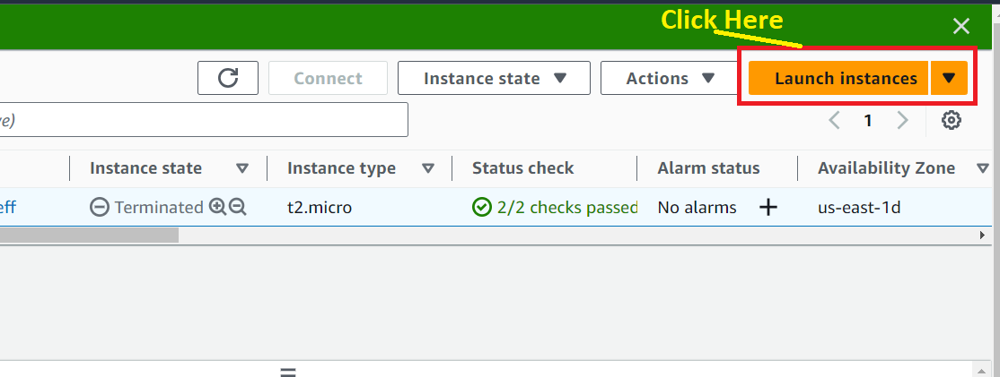 Click Here
Connect Instance state Actions Launch instances
ve)
1
Instance state Instance type Status check Alarm status Availability Zone
eff Terminated t2.micro 2/2 checks passed No alarms + us-east-1d